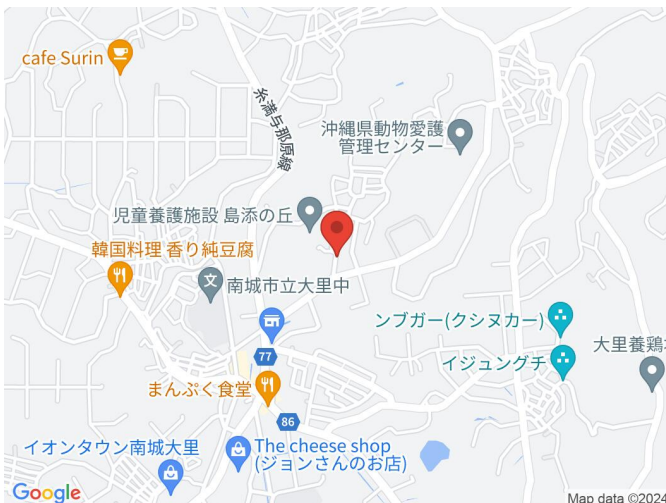 cafe Surin
糸満与那原線
沖縄県動物愛護
管理センター
児童養護施設 島添の丘
韓国料理 香り純豆腐
文
南城市立大里中
ンブガー(クシヌカー)
イジュングチ
大里養鶏
77
まんぷく食堂
86
イオンタウン南城大里
The cheese shop
(ジョンさんのお店)
Google
Map data ©2024